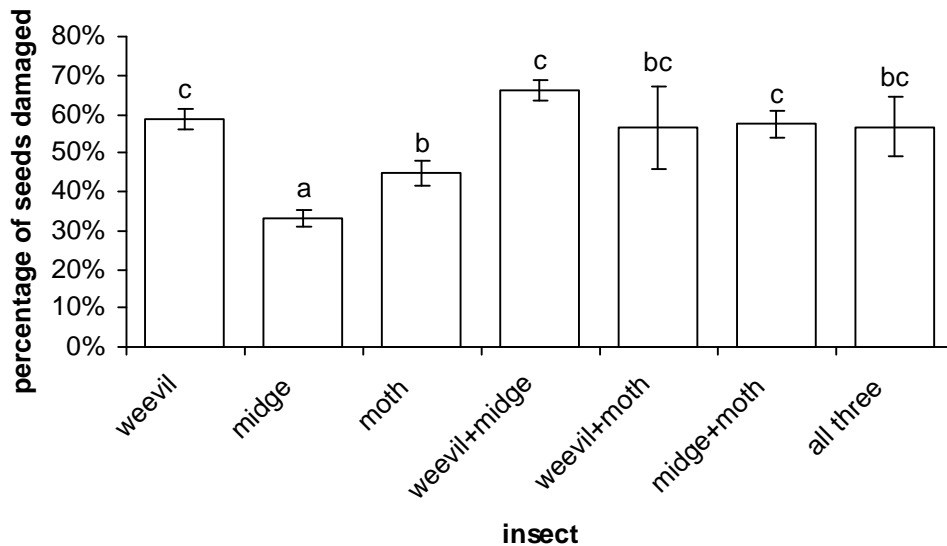 percentage of seeds damaged
80%
70%
60%
50%
40%
30%
20%
10%
0%
c
a
b
c
bc
c
bc
weevil
midge
moth
weevil+midge
weevil+moth
midge+moth
all three
insect